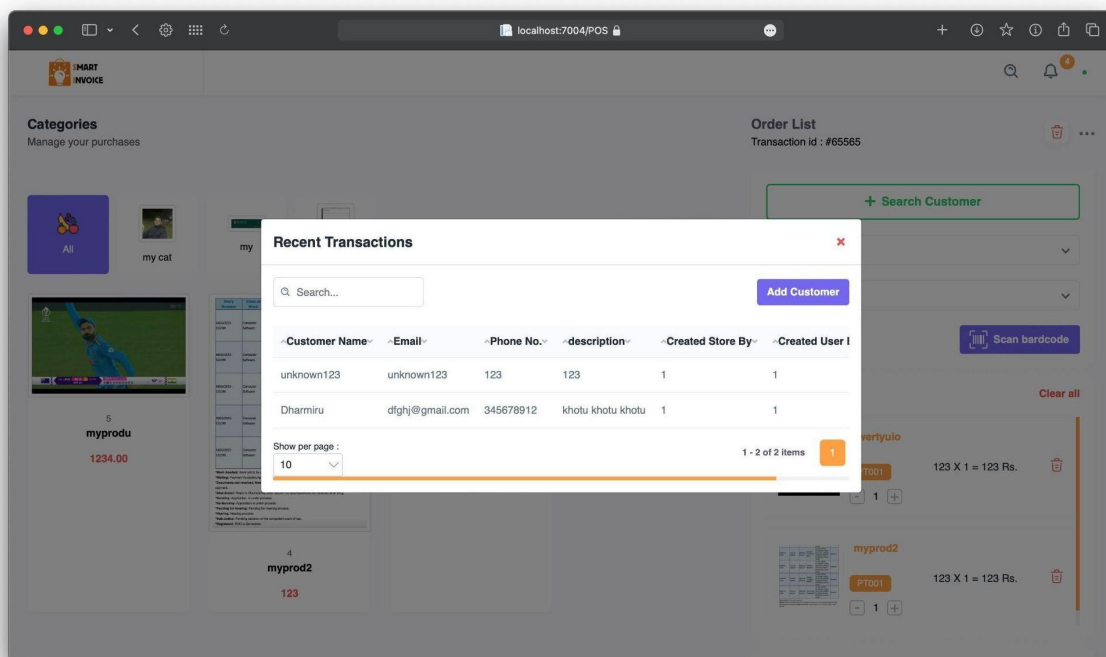 localhost:7004/POS
SMART
INVOICE
4
Categories
Manage your purchases
Order List
Transaction id : #65565
+ Search Customer
All
my cat
my
Recent Transactions
Search...
Add Customer
Customer Name
Email
Phone No.
description
Created Store By
Created User
unknown123
unknown123
123
123
1
1
Dharmiru
dfghj@gmail.com
345678912
khotu khotu khotu
1
1
Show per page :
10
1 - 2 of 2 items
1
Scan bardcode
Clear all
5
myprodu
1234.00
4
myprod2
123
wertyuio
PT001
123 X 1 = 123 Rs.
- 1 +
myprod2
PT001
123 X 1 = 123 Rs.
- 1 +